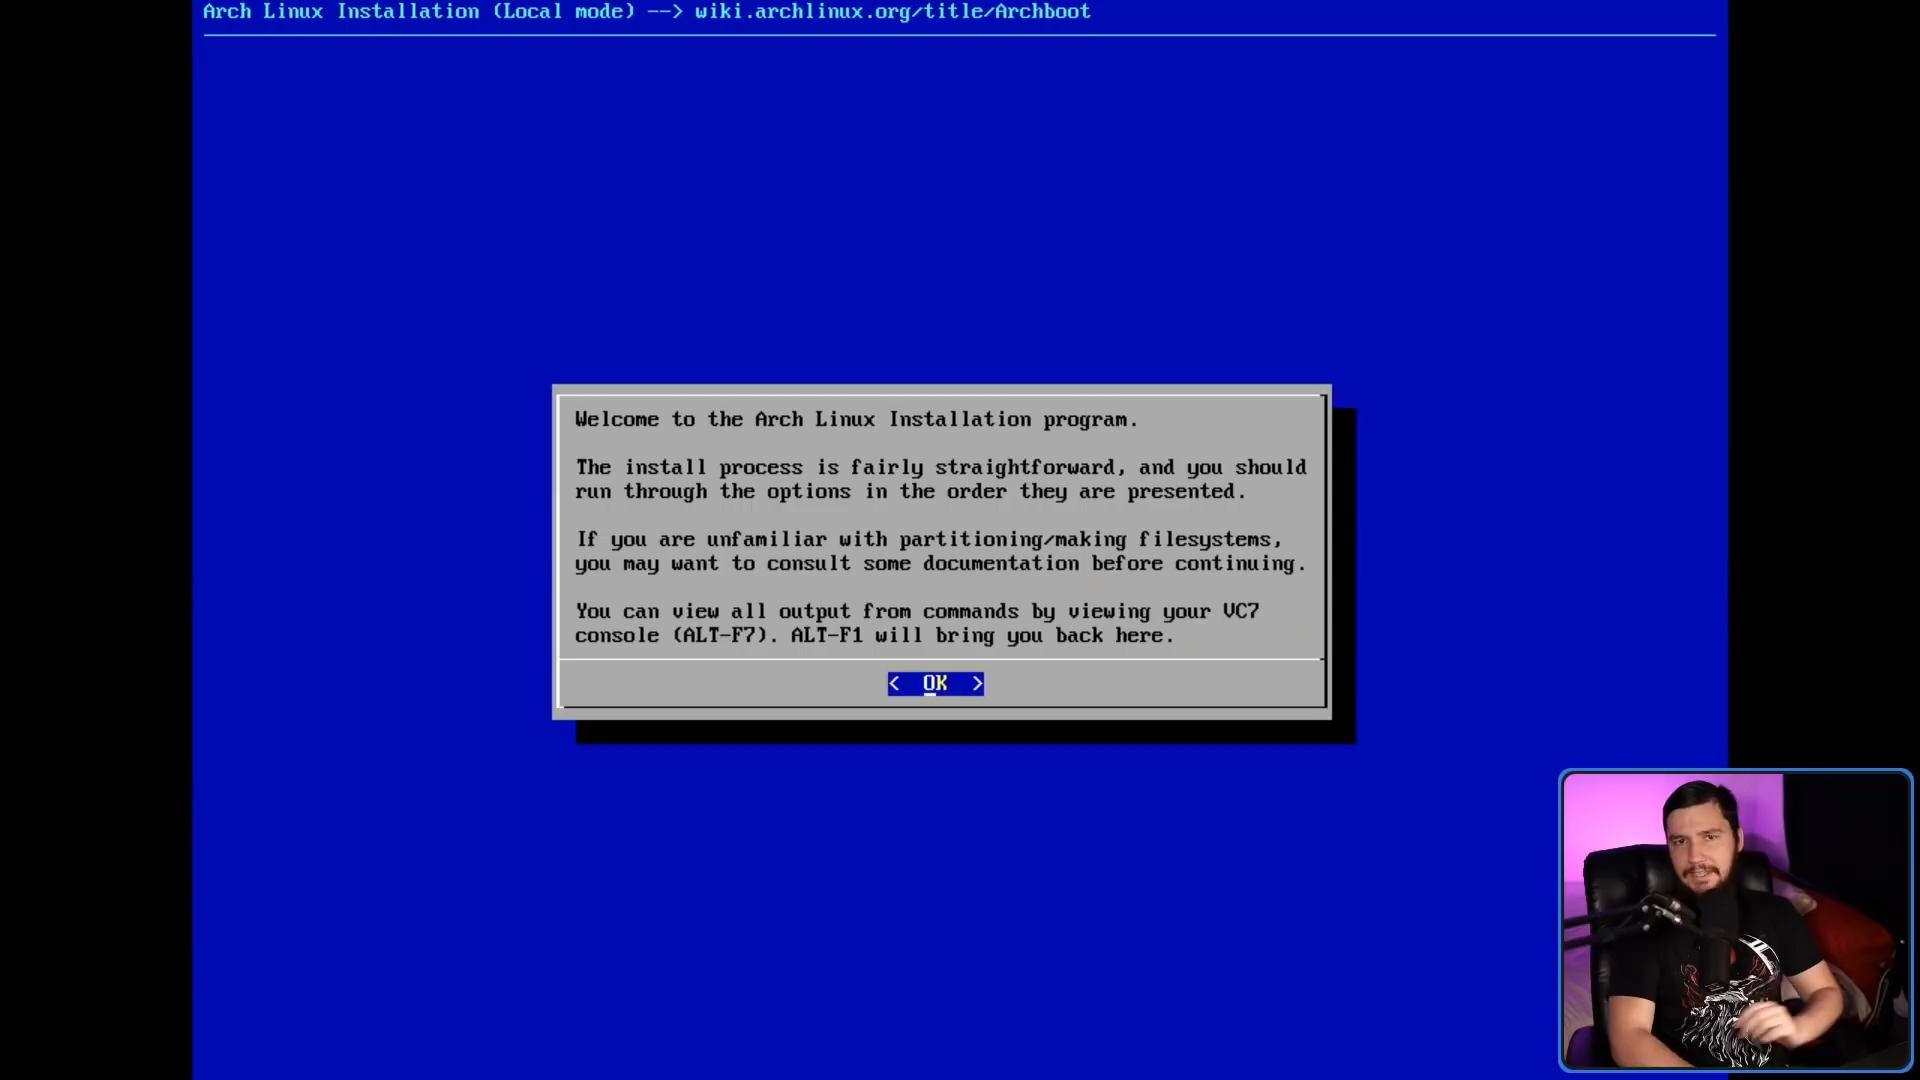 Arch Linux Installation (Local mode) --> wiki.archlinux.org/title/Archboot
Welcome to the Arch Linux Installation program.
The install process is fairly straightforward, and you should
run through the options in the order they are presented.
If you are unfamiliar with partitioning/making filesystems,
you may want to consult some documentation before continuing.
You can view all output from commands by viewing your VC7
console (ALT-F7). ALT-F1 will bring you back here.
< OK >